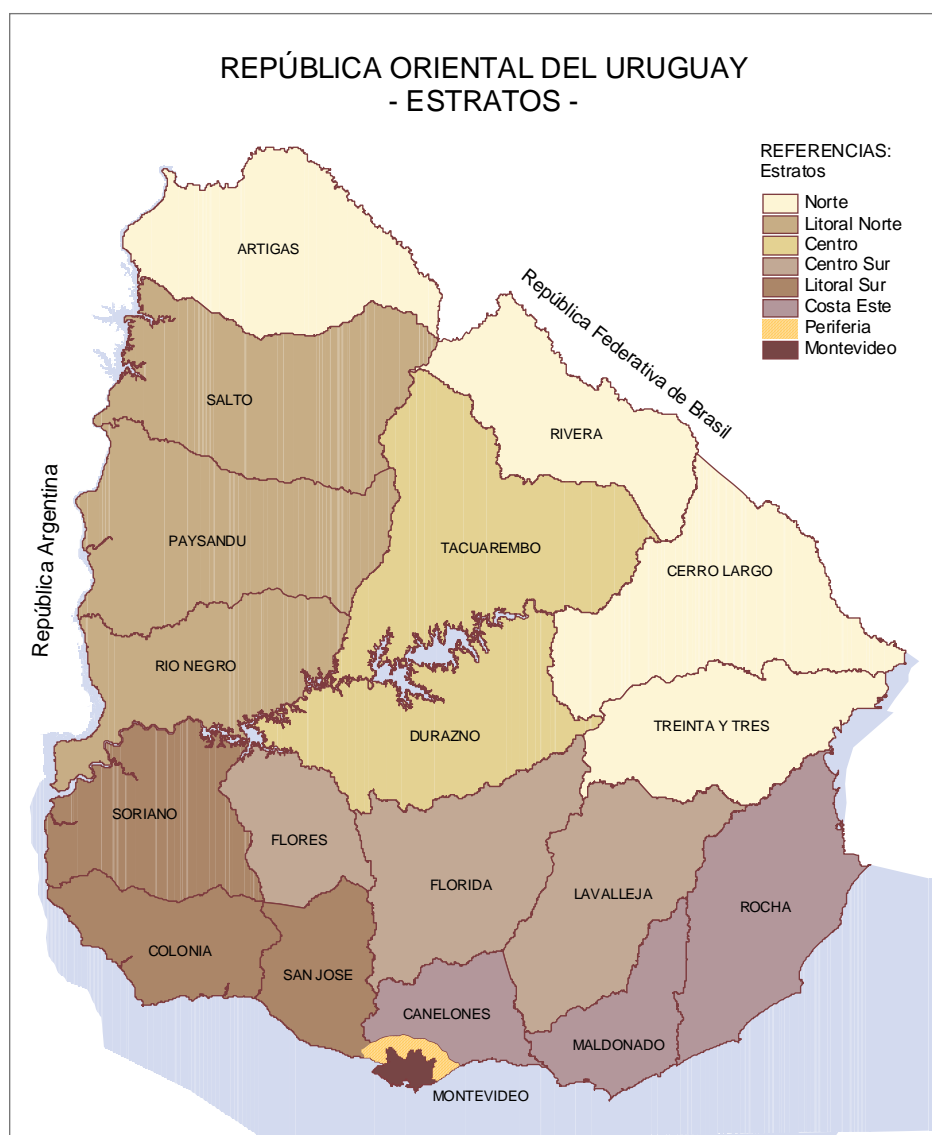 REPÚBLICA ORIENTAL DEL URUGUAY
- ESTRATOS -
REFERENCIAS:
Estratos
Norte
Litoral Norte
Centro
Centro Sur
Litoral Sur
Costa Este
Periferia
Montevideo
República Federativa de Brasil
República Argentina
ARTIGAS
SALTO
RIVERA
PAYSANDU
TACUAREMBO
CERRO LARGO
RIO NEGRO
TREINTA Y TRES
DURAZNO
SORIANO
FLORES
FLORIDA
LAVALLEJA
ROCHA
COLONIA
SAN JOSE
CANELONES
MALDONADO
MONTEVIDEO